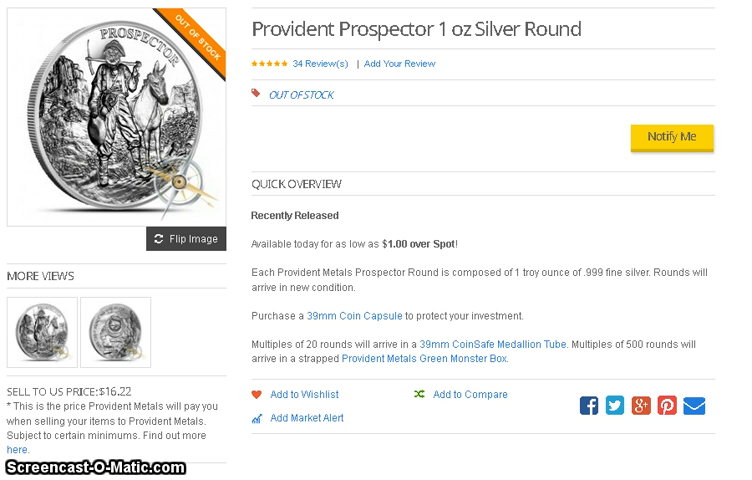 Provident Prospector 1 oz Silver Round
34 Review(s) | Add Your Review
OUT OF STOCK
Notify Me
QUICK OVERVIEW
Recently Released
Available today for as low as $1.00 over Spot!
Each Provident Metals Prospector Round is composed of 1 troy ounce of .999 fine silver. Rounds will
arrive in new condition.
Purchase a 39mm Coin Capsule to protect your investment.
Multiples of 20 rounds will arrive in a 39mm CoinSafe Medallion Tube. Multiples of 500 rounds will
arrive in a strapped Provident Metals Green Monster Box.
Add to Wishlist
Add to Compare
Add Market Alert
OUT OF STOCK
PROSPECTOR
Flip Image
MORE VIEWS
SELL TO US PRICE:$16.22
* This is the price Provident Metals will pay you
when selling your items to Provident Metals.
Subject to certain minimums. Find out more
here.
Screencast-O-Matic.com